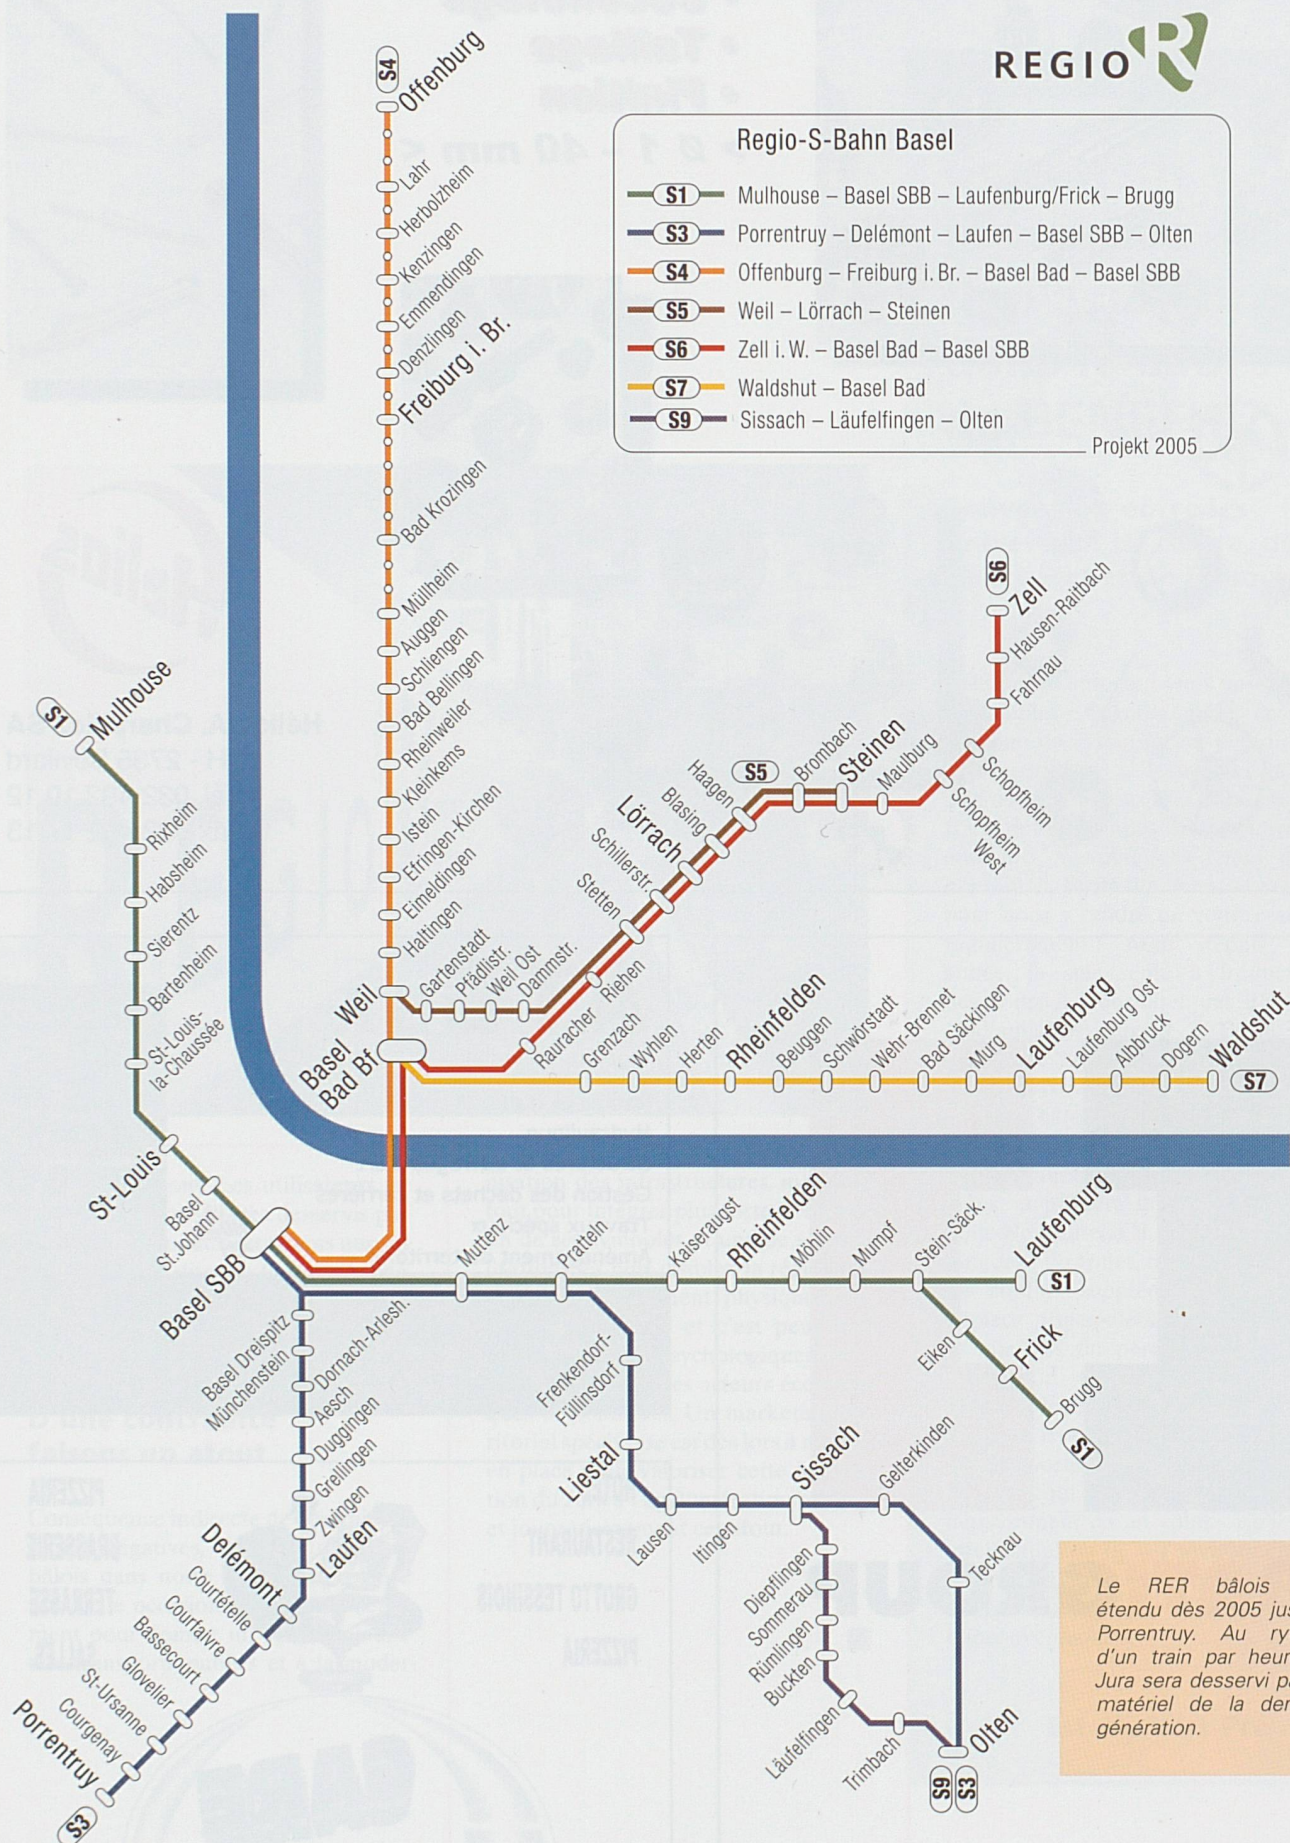 REGIO
Regio-S-Bahn Basel
S1 Mulhouse – Basel SBB – Laufenburg/Frick – Brugg
S3 Porrentruy – Delémont – Laufen – Basel SBB – Olten
S4 Offenburg – Freiburg i. Br. – Basel Bad – Basel SBB
S5 Weil – Lörrach – Steinen
S6 Zell i. W. – Basel Bad – Basel SBB
S7 Waldshut – Basel Bad
S9 Sissach – Läufelfingen – Olten
Projekt 2005
S4
Offenburg
Lahr
Herbolzheim
Kenzingen
Emmendingen
Denzlingen
Freiburg i. Br.
Bad Krozingen
Müllheim
Auggen
Schliengen
Bad Bellingen
Rheinweiler
Kleinkems
Istein
Efringen-Kirchen
Eimeldingen
Haltingen
Weil
Gartenstadt
Pfädlistr.
Weil Ost
Dammstr.
Stetten
Schillerstr.
Lörrach
Blasing
Haagen
S5
Brombach
Steinen
Maulburg
Schopfheim
West
Schopfheim
Fahrnau
Hausen-Raitbach
Zell
S6
Riehen
Rauracher
Basel
Bad Bf
Grenzach
Wyhlen
Herten
Rheinfelden
Beuggen
Schwörstadt
Wehr-Brennet
Bad Säckingen
Murg
Laufenburg
Laufenburg Ost
Albbruck
Dogern
Waldshut
S7
S1
Mulhouse
Rixheim
Habsheim
Sierentz
Bartenheim
St-Louis-
la-Chaussée
St-Louis
Basel
St. Johann
Basel SBB
Muttenz
Pratteln
Kaiseraugst
Rheinfelden
Möhlin
Mumpf
Stein-Säck.
Laufenburg
S1
Eiken
Frick
Brugg
S1
Frenkendorf-
Füllinsdorf
Liestal
Lausen
Itingen
Sissach
Gelterkinden
Tecknau
Diepflingen
Sommerau
Rümlingen
Buckten
Läufelfingen
Trimbach
Olten
S9
S3
Basel Dreispitz
Münchenstein
Dornach-Arlesh.
Aesch
Duggingen
Grellingen
Zwingen
Laufen
Delémont
Courtételle
Courfaivre
Bassecourt
Glovelier
St-Ursanne
Courgenay
Porrentruy
S3
Le RER bâlois
étendu dès 2005 jus
Porrentruy. Au ry
d'un train par heur
Jura sera desservi pa
matériel de la der
génération.